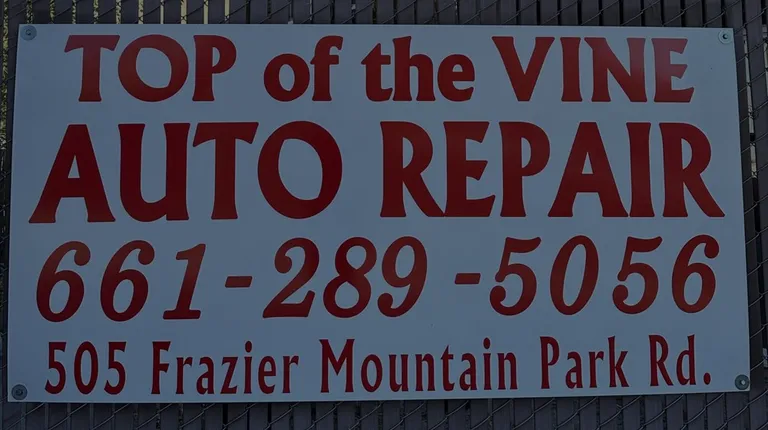 TOP of the VINE
AUTO REPAIR
661-289-5056
505 Frazier Mountain Park Rd.